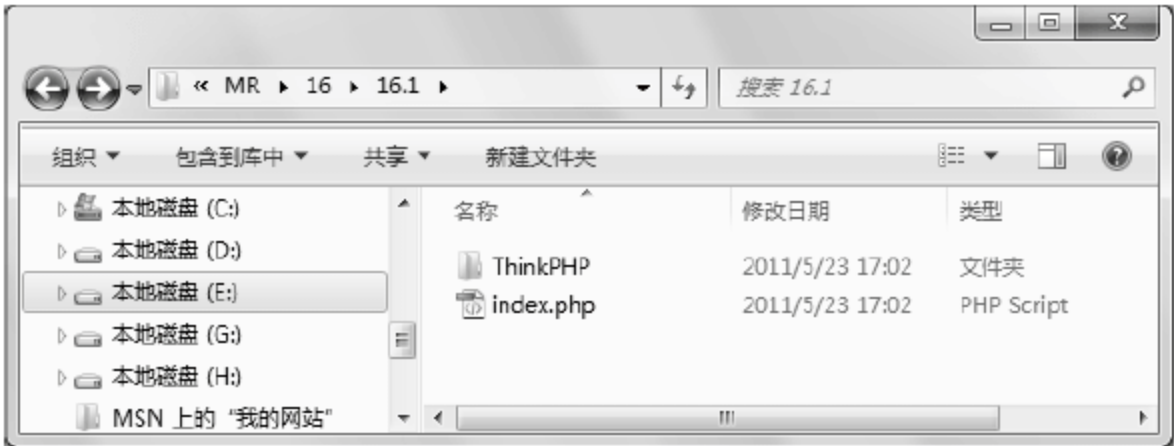 « MR ▸ 16 ▸ 16.1 ▸ 搜索 16.1
组织 ▼ 包含到库中 ▼ 共享 ▼ 新建文件夹
本地磁盘 (C:)
本地磁盘 (D:)
本地磁盘 (E:)
本地磁盘 (G:)
本地磁盘 (H:)
MSN 上的 "我的网站"
名称 修改日期 类型
ThinkPHP 2011/5/23 17:02 文件夹
index.php 2011/5/23 17:02 PHP Script